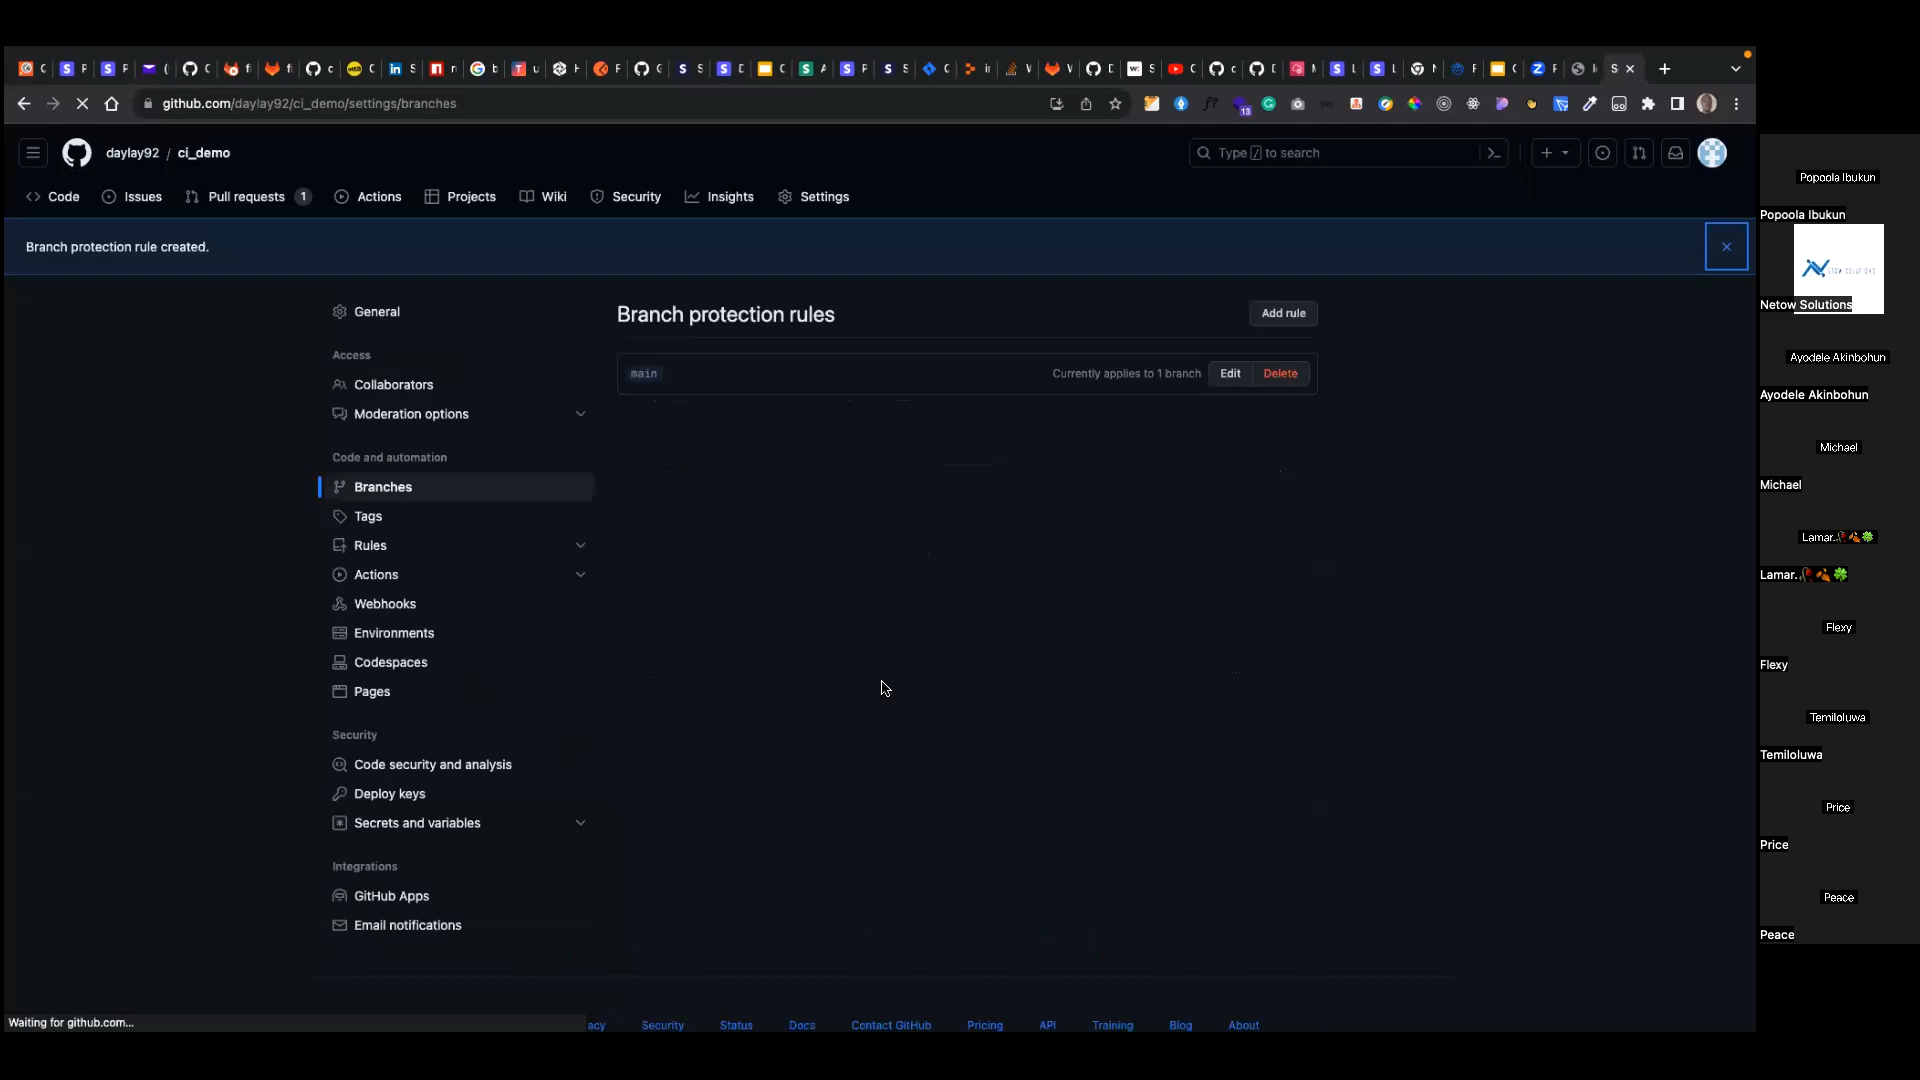 github.com/daylay92/ci_demo/settings/branches
13
daylay92 / ci_demo
Type / to search
Code
Issues
Pull requests 1
Actions
Projects
Wiki
Security
Insights
Settings
Branch protection rule created.
General
Access
Collaborators
Moderation options
Code and automation
Branches
Tags
Rules
Actions
Webhooks
Environments
Codespaces
Pages
Security
Code security and analysis
Deploy keys
Secrets and variables
Integrations
GitHub Apps
Email notifications
Branch protection rules
Add rule
main
Currently applies to 1 branch
Edit
Delete
Waiting for github.com...
acy
Security
Status
Docs
Contact GitHub
Pricing
API
Training
Blog
About
Popoola Ibukun
Popoola Ibukun
Netow Solutions
Ayodele Akinbohun
Ayodele Akinbohun
Michael
Michael
Lamar..🥀🍂🍀
Lamar..🥀🍂🍀
Flexy
Flexy
Temiloluwa
Temiloluwa
Price
Price
Peace
Peace